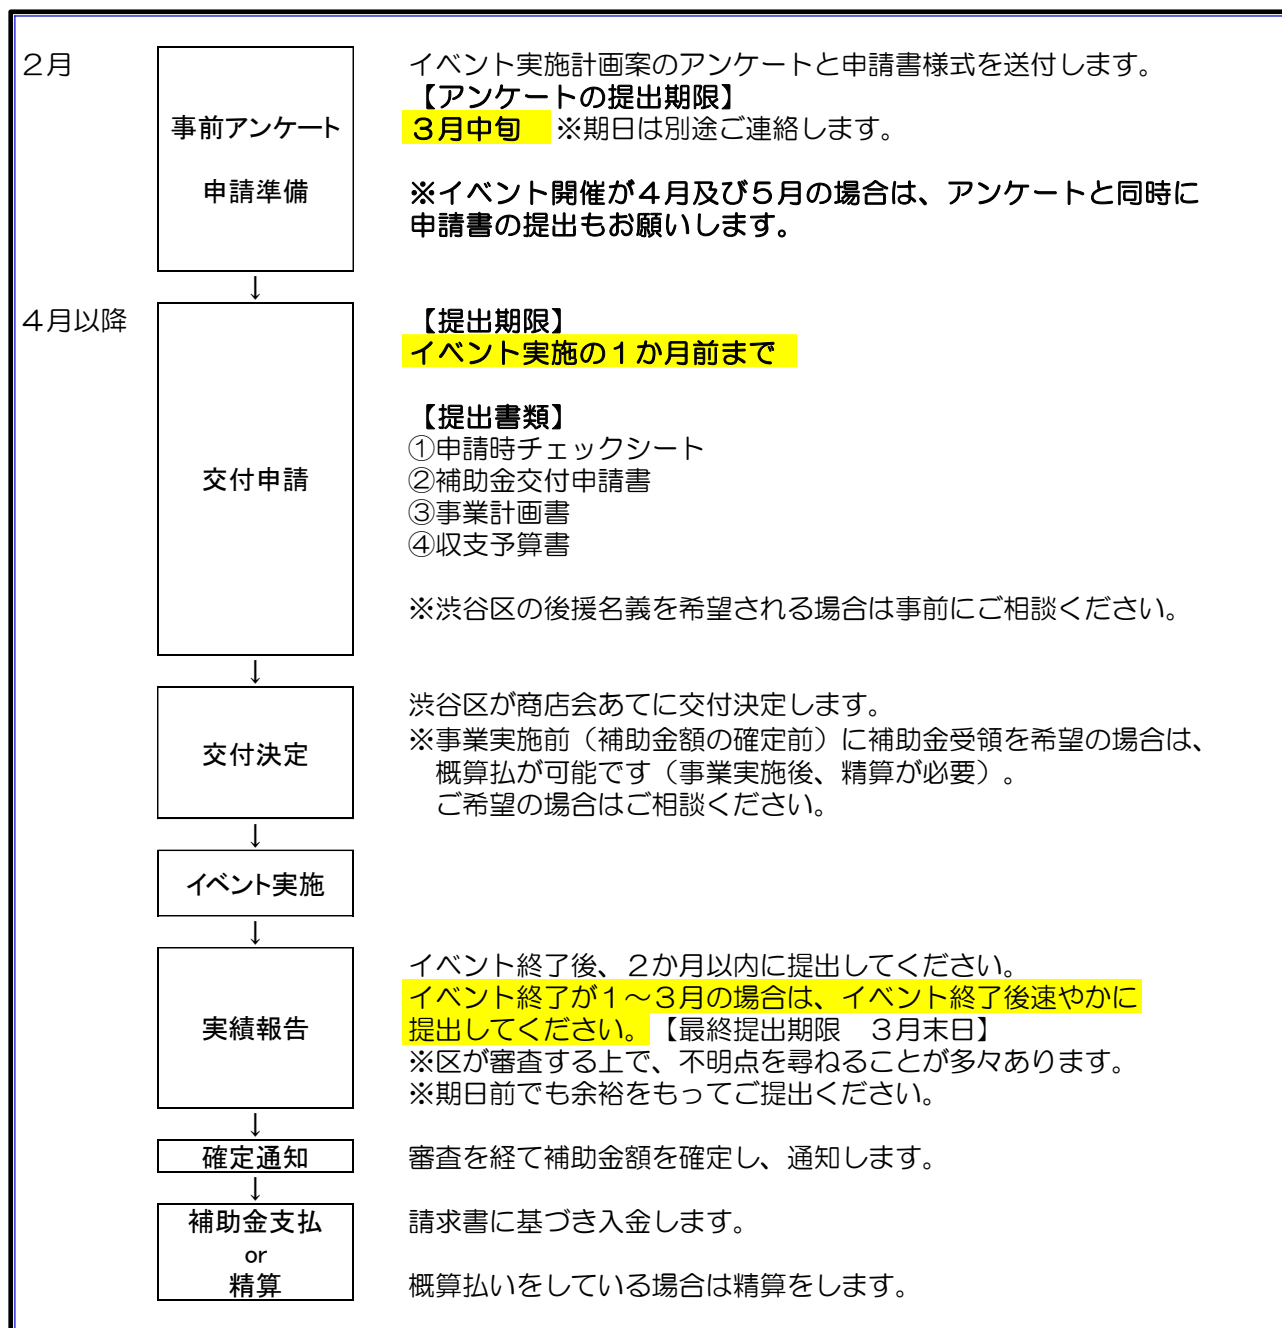 ２月
事前アンケート
申請準備
イベント実施計画案のアンケートと申請書様式を送付します。
【アンケートの提出期限】
３月中旬　※期日は別途ご連絡します。
※イベント開催が４月及び５月の場合は、アンケートと同時に
申請書の提出もお願いします。
↓
４月以降
交付申請
【提出期限】
イベント実施の１か月前まで
【提出書類】
①申請時チェックシート
②補助金交付申請書
③事業計画書
④収支予算書
※渋谷区の後援名義を希望される場合は事前にご相談ください。
↓
交付決定
渋谷区が商店会あてに交付決定します。
※事業実施前（補助金額の確定前）に補助金受領を希望の場合は、
概算払が可能です（事業実施後、精算が必要）。
ご希望の場合はご相談ください。
↓
イベント実施
↓
実績報告
イベント終了後、２か月以内に提出してください。
イベント終了が１～３月の場合は、イベント終了後速やかに
提出してください。【最終提出期限　３月末日】
※区が審査する上で、不明点を尋ねることが多々あります。
※期日前でも余裕をもってご提出ください。
↓
確定通知
審査を経て補助金額を確定し、通知します。
↓
補助金支払
or
精算
請求書に基づき入金します。
概算払いをしている場合は精算をします。